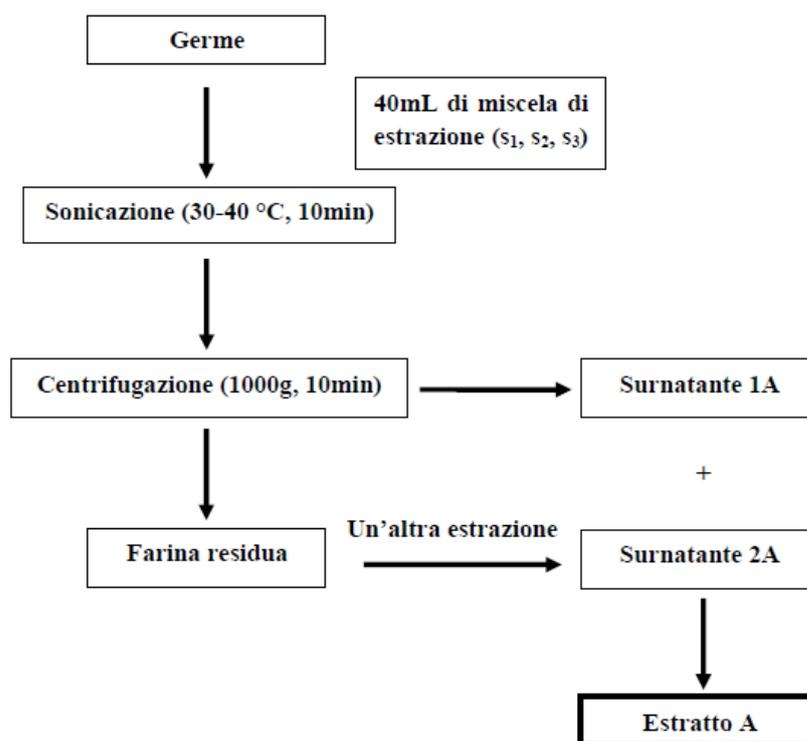 Germe
40mL di miscela di
estrazione (s₁, s₂, s₃)
Sonicazione (30-40 °C, 10min)
Centrifugazione (1000g, 10min)
Surnatante 1A
+
Farina residua
Un'altra estrazione
Surnatante 2A
Estratto A